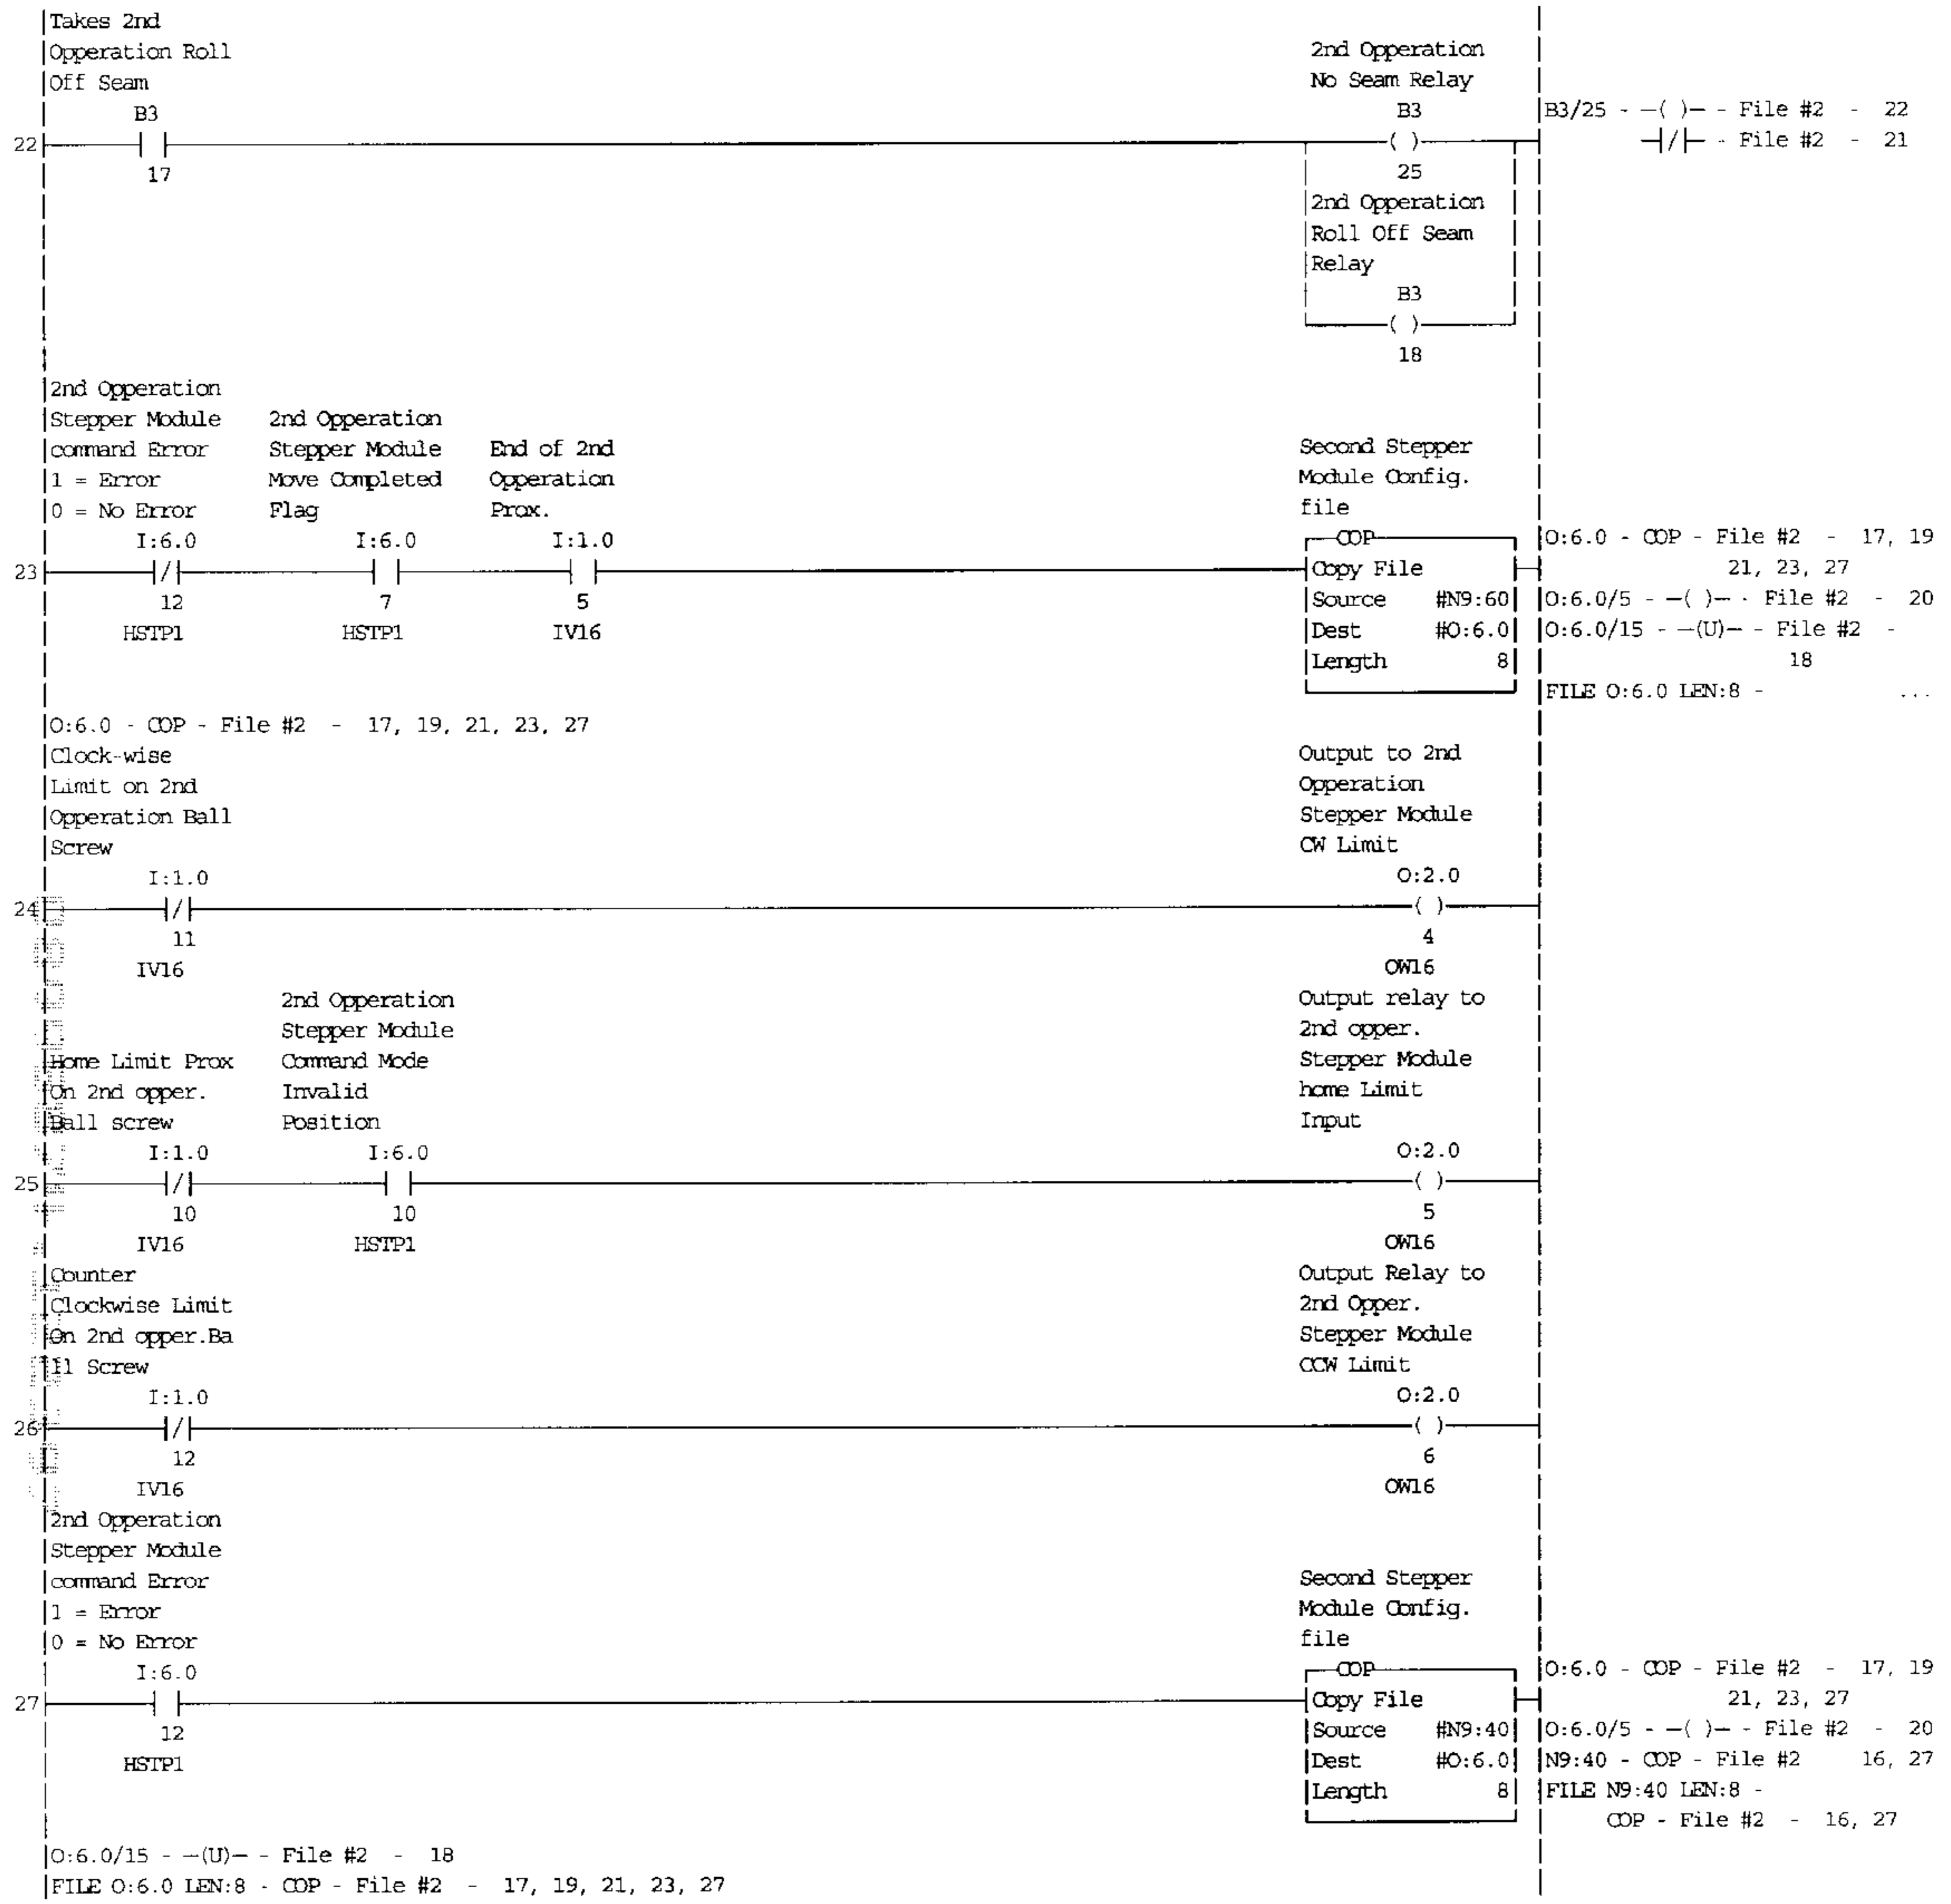 Takes 2nd
Opperation Roll
Off Seam
B3
22
17
2nd Opperation
No Seam Relay
B3
( )
25
B3/25 - —( )— - File #2 - 22
—|/|— - File #2 - 21
2nd Opperation
Roll Off Seam
Relay
B3
( )
18
2nd Opperation
Stepper Module
command Error
1 = Error
0 = No Error
I:6.0
23
12
HSTP1
2nd Opperation
Stepper Module
Move Completed
Flag
I:6.0
7
HSTP1
End of 2nd
Opperation
Prox.
I:1.0
5
IV16
Second Stepper
Module Config.
file
COP
Copy File
Source #N9:60
Dest #O:6.0
Length 8
O:6.0 - COP - File #2 - 17, 19
21, 23, 27
O:6.0/5 - —( )— - File #2 - 20
O:6.0/15 - —(U)— - File #2 -
18
FILE O:6.0 LEN:8 - ...
O:6.0 - COP - File #2 - 17, 19, 21, 23, 27
Clock-wise
Limit on 2nd
Opperation Ball
Screw
I:1.0
24
11
IV16
Output to 2nd
Opperation
Stepper Module
CW Limit
O:2.0
( )
4
OW16
Home Limit Prox
On 2nd opper.
Ball screw
I:1.0
25
10
IV16
2nd Opperation
Stepper Module
Command Mode
Invalid
Position
I:6.0
10
HSTP1
Output relay to
2nd opper.
Stepper Module
home Limit
Input
O:2.0
( )
5
OW16
Counter
Clockwise Limit
On 2nd opper.Ba
ll Screw
I:1.0
26
12
IV16
Output Relay to
2nd Opper.
Stepper Module
CCW Limit
O:2.0
( )
6
OW16
2nd Opperation
Stepper Module
command Error
1 = Error
0 = No Error
I:6.0
27
12
HSTP1
Second Stepper
Module Config.
file
COP
Copy File
Source #N9:40
Dest #O:6.0
Length 8
O:6.0 - COP - File #2 - 17, 19
21, 23, 27
O:6.0/5 - —( )— - File #2 - 20
N9:40 - COP - File #2 16, 27
FILE N9:40 LEN:8 -
COP - File #2 - 16, 27
O:6.0/15 - —(U)— - File #2 - 18
FILE O:6.0 LEN:8 - COP - File #2 - 17, 19, 21, 23, 27